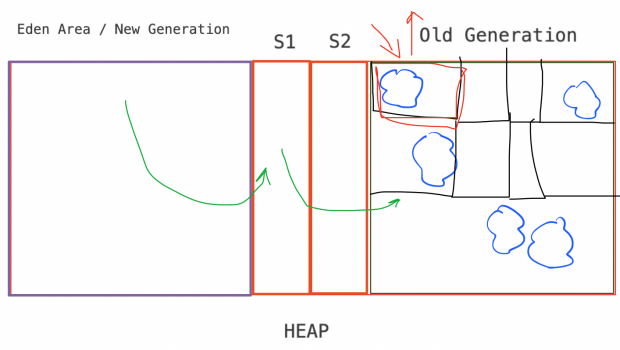 Eden Area / New Generation
S1
S2
Old Generation
HEAP